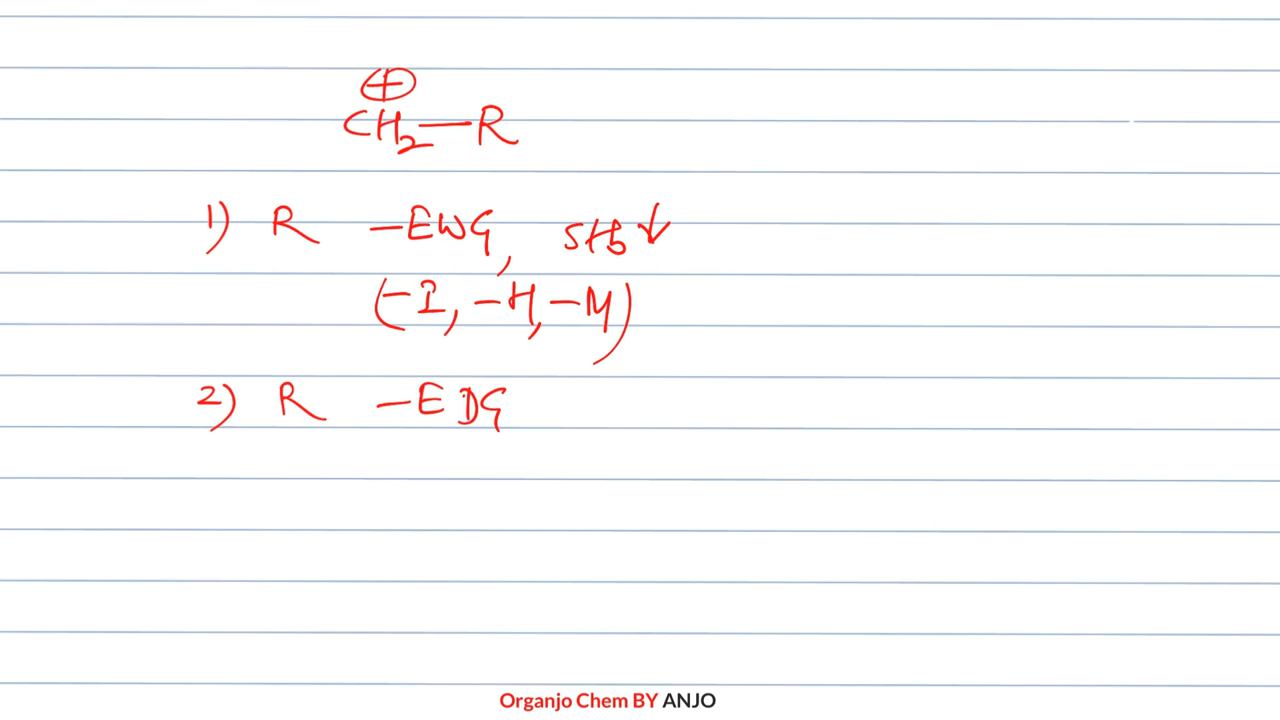 ⊕
CH₂—R
1) R —EWG, stb↓
(−I, −H, −M)
2) R —EDG
Organjo Chem BY ANJO